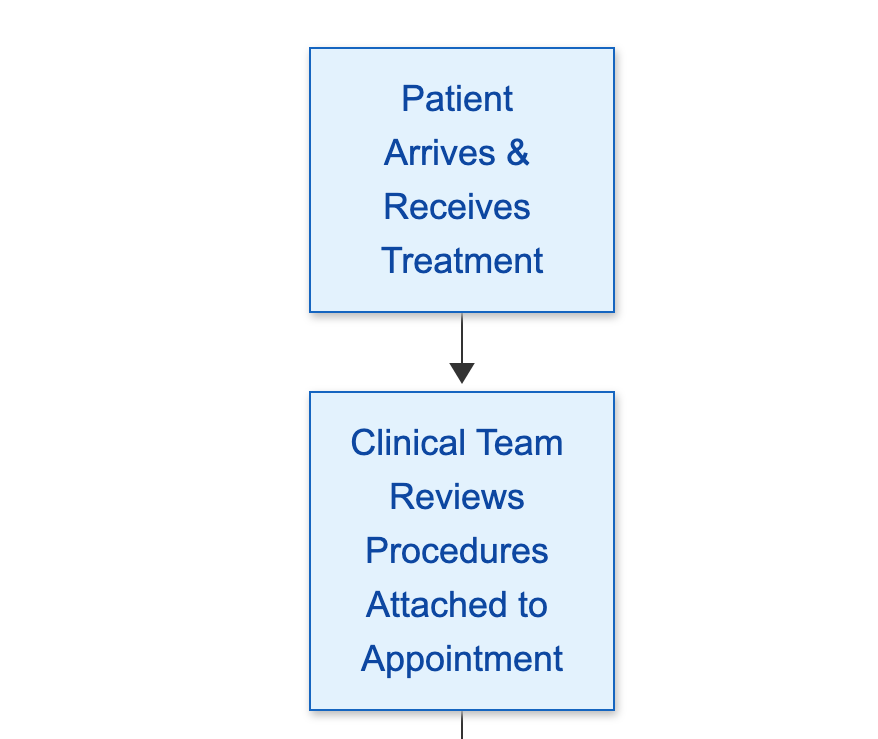 Patient
Arrives &
Receives
Treatment
Clinical Team
Reviews
Procedures
Attached to
Appointment